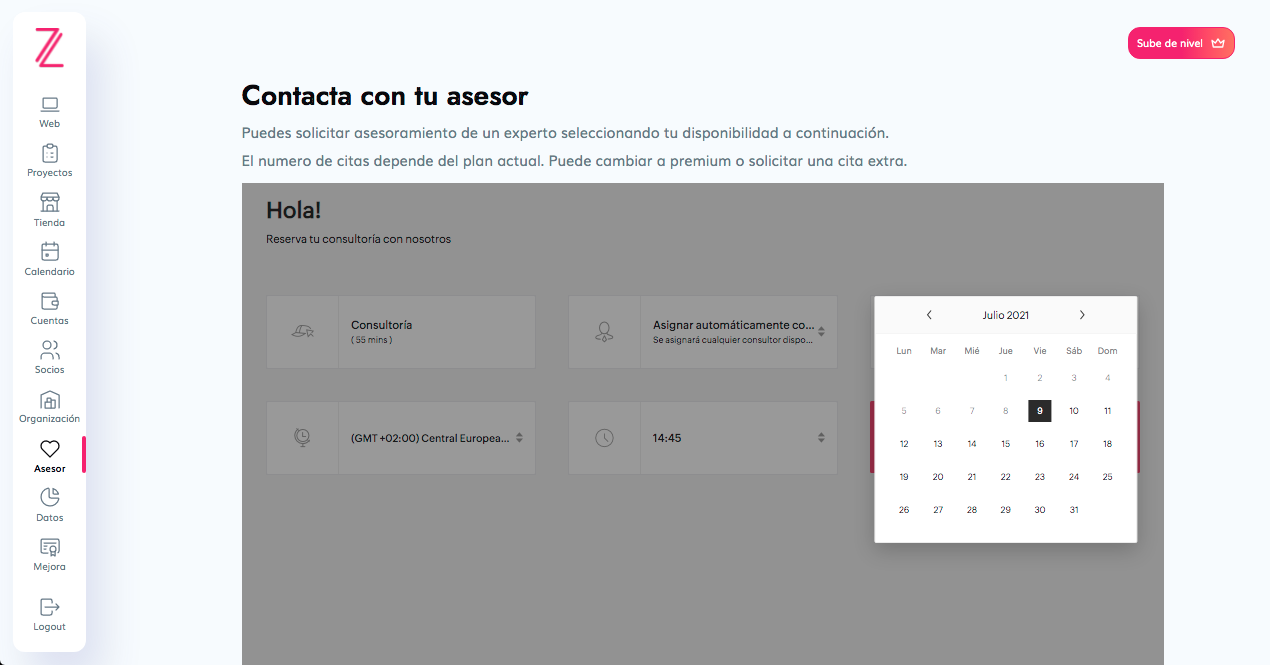 Z
Web
Proyectos
Tienda
Calendario
Cuentas
Socios
Organización
Asesor
Datos
Mejora
Logout
Sube de nivel
Contacta con tu asesor
Puedes solicitar asesoramiento de un experto seleccionando tu disponibilidad a continuación.
El numero de citas depende del plan actual. Puede cambiar a premium o solicitar una cita extra.
Hola!
Reserva tu consultoría con nosotros
Consultoría
( 55 mins )
Asignar automáticamente co...
Se asignará cualquier consultor dispo...
(GMT +02:00) Central Europea...
14:45
Julio 2021
Lun Mar Mié Jue Vie Sáb Dom
1 2 3 4
5 6 7 8 9 10 11
12 13 14 15 16 17 18
19 20 21 22 23 24 25
26 27 28 29 30 31